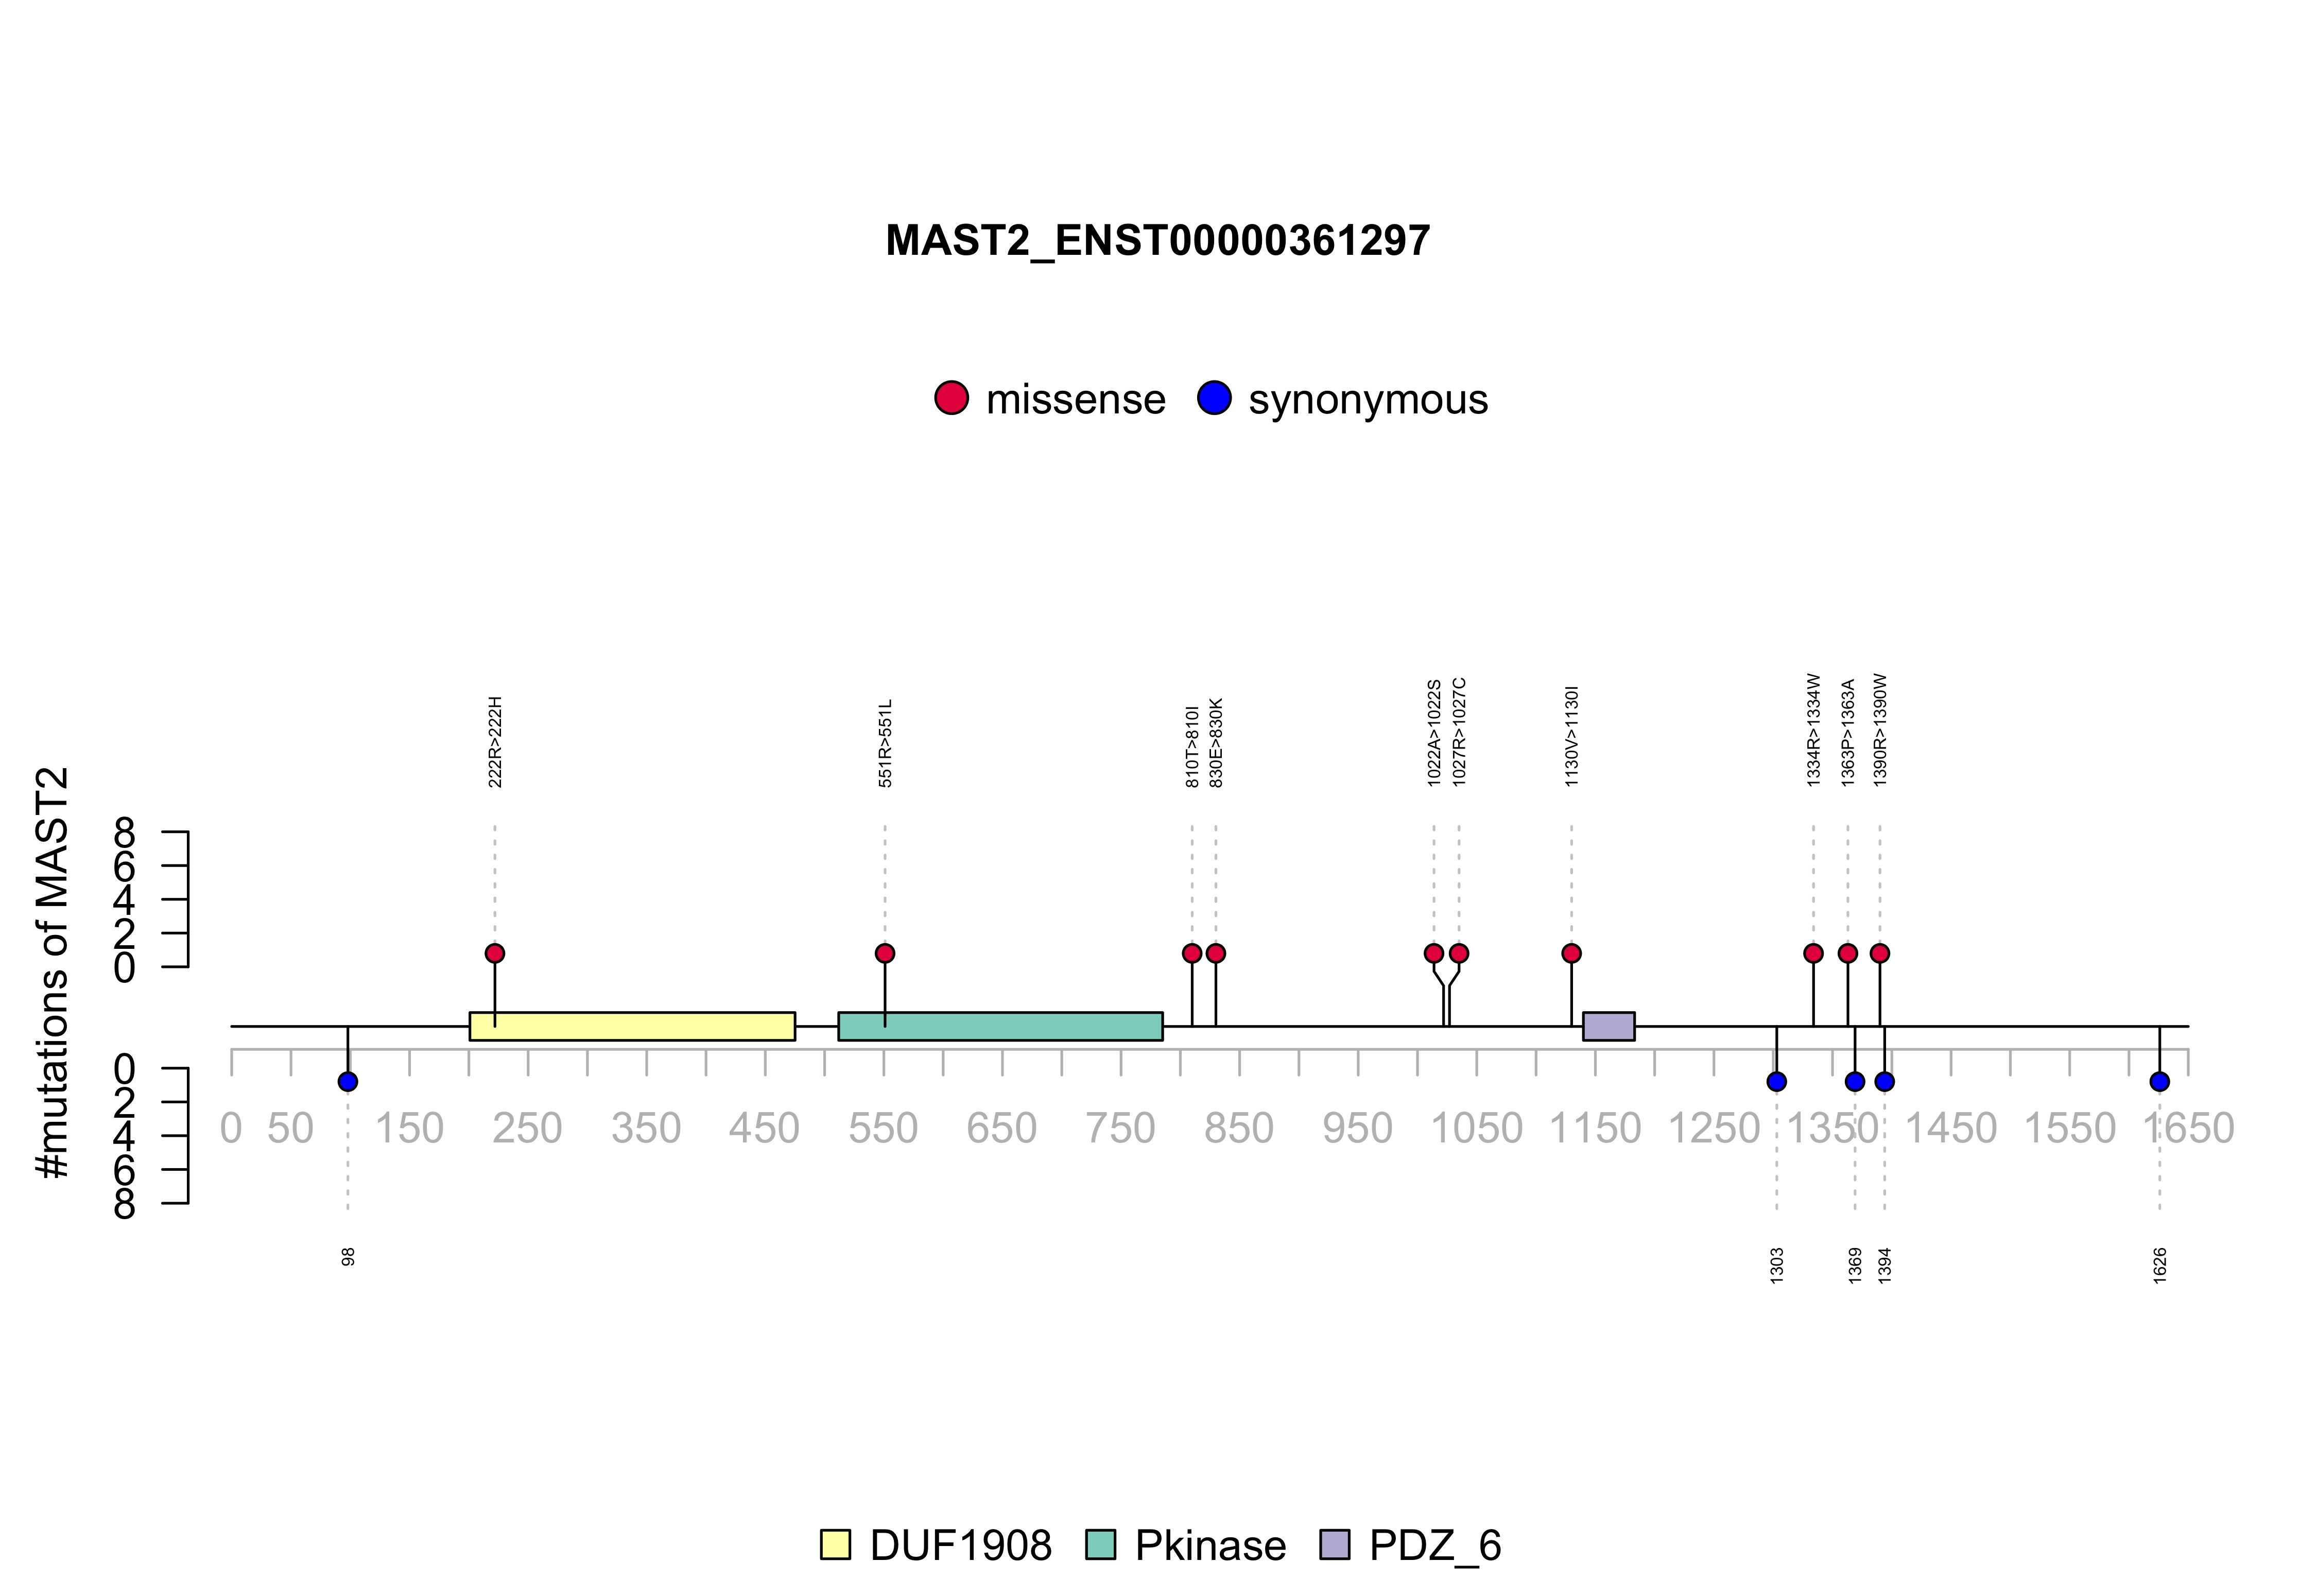 MAST2_ENST00000361297
missense synonymous
222R>222H
551R>551L
810T>810I
830E>830K
1022A>1022S
1027R>1027C
1130V>1130I
1334R>1334W
1363P>1363A
1390R>1390W
#mutations of MAST2
8
6
4
2
0
0
2
4
6
8
0 50 150 250 350 450 550 650 750 850 950 1050 1150 1250 1350 1450 1550 1650
98
1303
1369
1394
1626
DUF1908 Pkinase PDZ_6